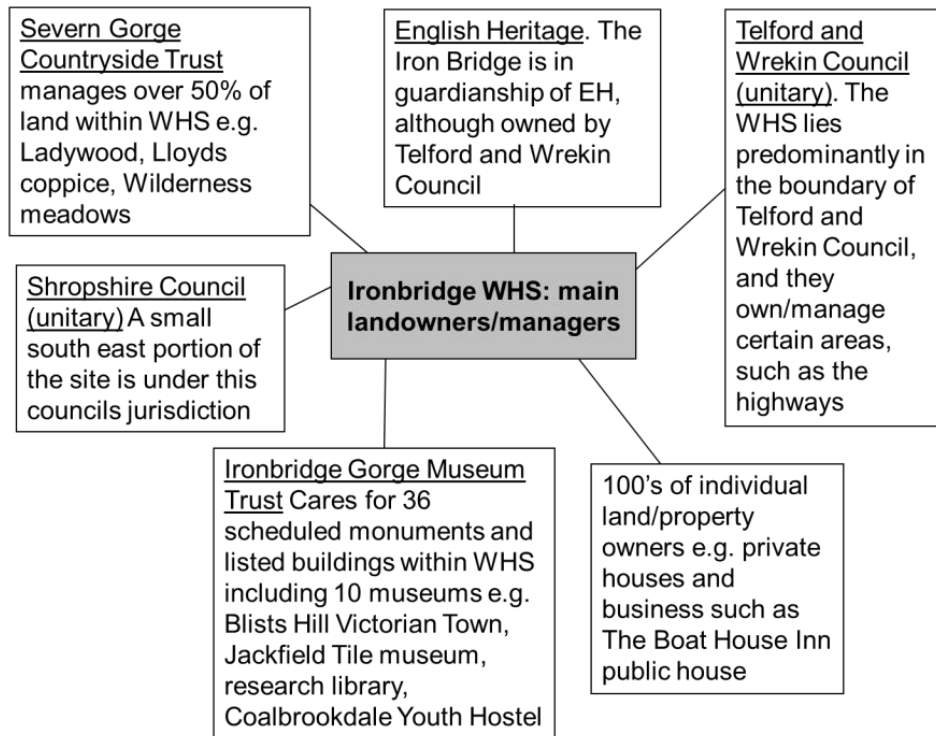 Severn Gorge
Countryside Trust
manages over 50% of
land within WHS e.g.
Ladywood, Lloyds
coppice, Wilderness
meadows
English Heritage. The
Iron Bridge is in
guardianship of EH,
although owned by
Telford and Wrekin
Council
Telford and
Wrekin Council
(unitary). The
WHS lies
predominantly in
the boundary of
Telford and
Wrekin Council,
and they
own/manage
certain areas,
such as the
highways
Ironbridge WHS: main
landowners/managers
Shropshire Council
(unitary) A small
south east portion of
the site is under this
councils jurisdiction
Ironbridge Gorge Museum
Trust Cares for 36
scheduled monuments and
listed buildings within WHS
including 10 museums e.g.
Blists Hill Victorian Town,
Jackfield Tile museum,
research library,
Coalbrookdale Youth Hostel
100's of individual
land/property
owners e.g. private
houses and
business such as
The Boat House Inn
public house